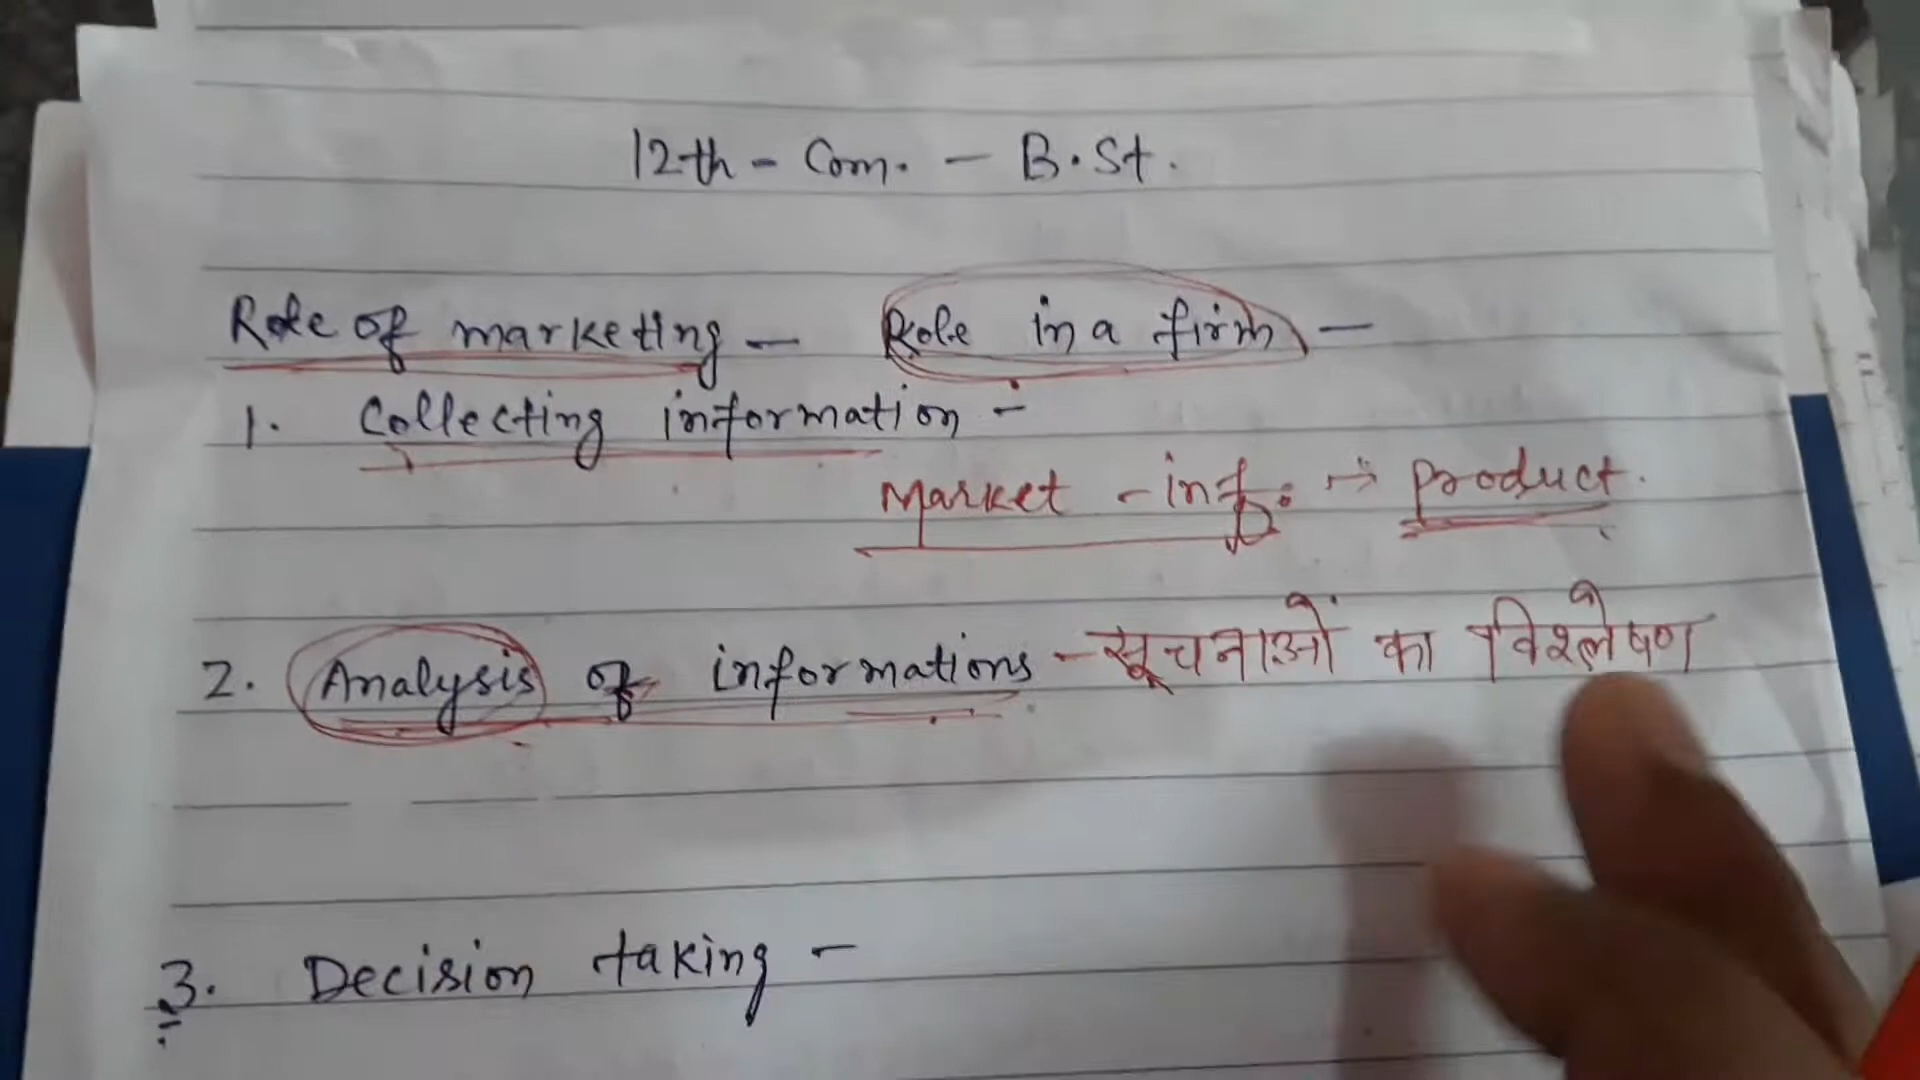 12th - Com. - B.St.
Role of marketing - Role in a firm -
1. Collecting information -
Market - inf. → product.
2. Analysis of informations - सूचनाओं का विश्लेषण
3. Decision taking -